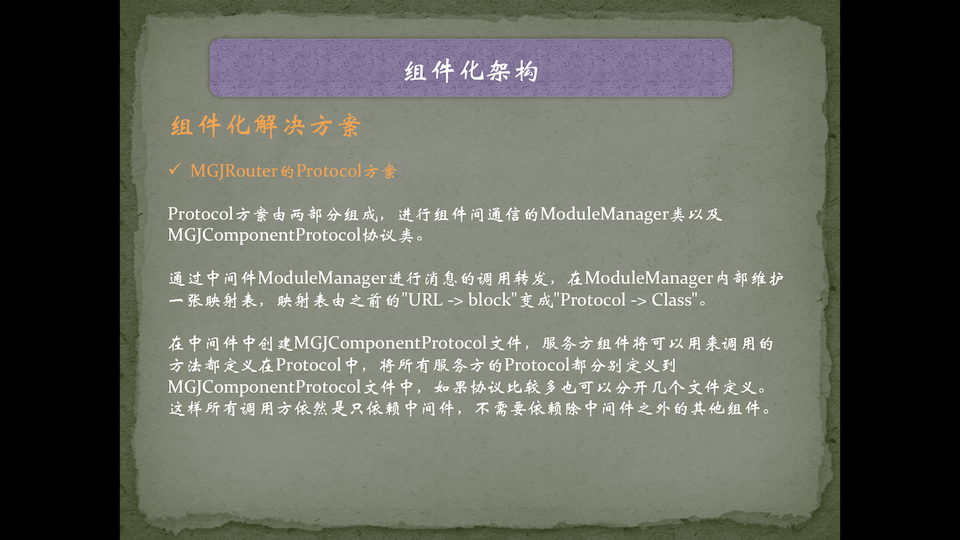 组件化架构
组件化解决方案
✓ MGJRouter的Protocol方案
Protocol方案由两部分组成，进行组件间通信的ModuleManager类以及
MGJComponentProtocol协议类。
通过中间件ModuleManager进行消息的调用转发，在ModuleManager内部维护
一张映射表，映射表由之前的"URL -> block"变成"Protocol -> Class"。
在中间件中创建MGJComponentProtocol文件，服务方组件将可以用来调用的
方法都定义在Protocol中，将所有服务方的Protocol都分别定义到
MGJComponentProtocol文件中，如果协议比较多也可以分开几个文件定义。
这样所有调用方依然是只依赖中间件，不需要依赖除中间件之外的其他组件。